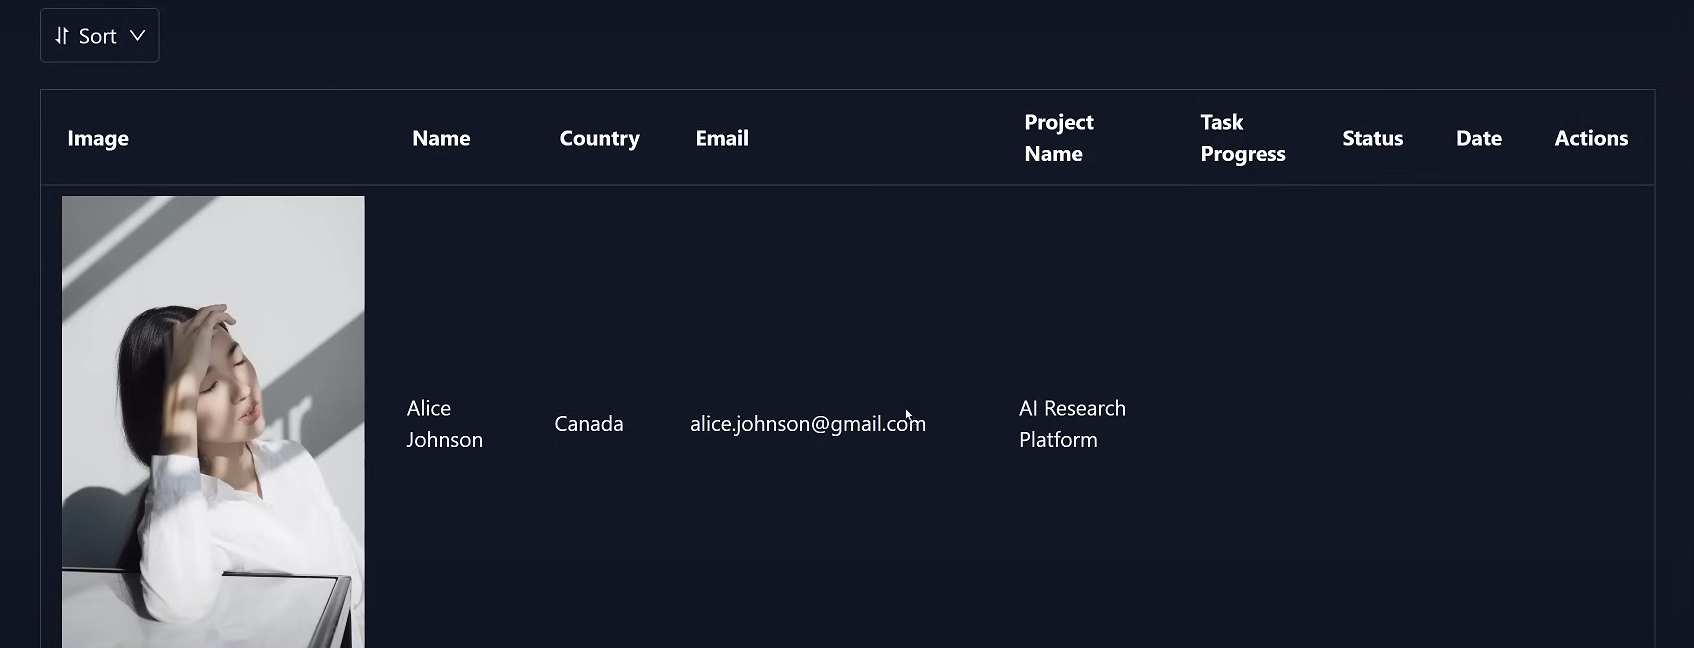 Sort
Image Name Country Email Project Name Task Progress Status Date Actions
Alice Johnson Canada alice.johnson@gmail.com AI Research Platform